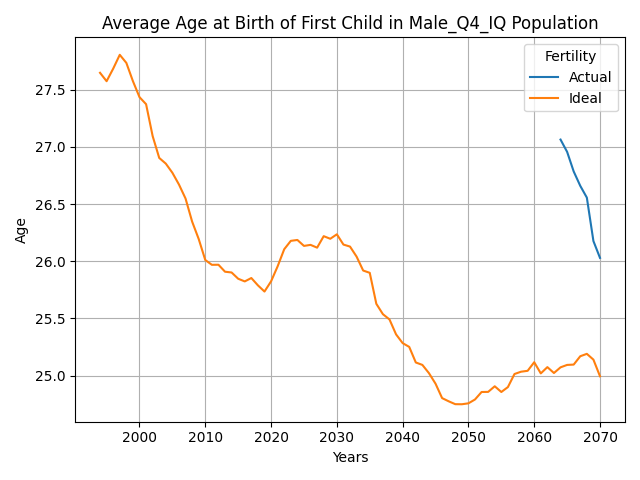 Average Age at Birth of First Child in Male_Q4_IQ Population
Fertility
Actual
Ideal
27.5
27.0
26.5
26.0
25.5
25.0
Age
2000
2010
2020
2030
2040
2050
2060
2070
Years